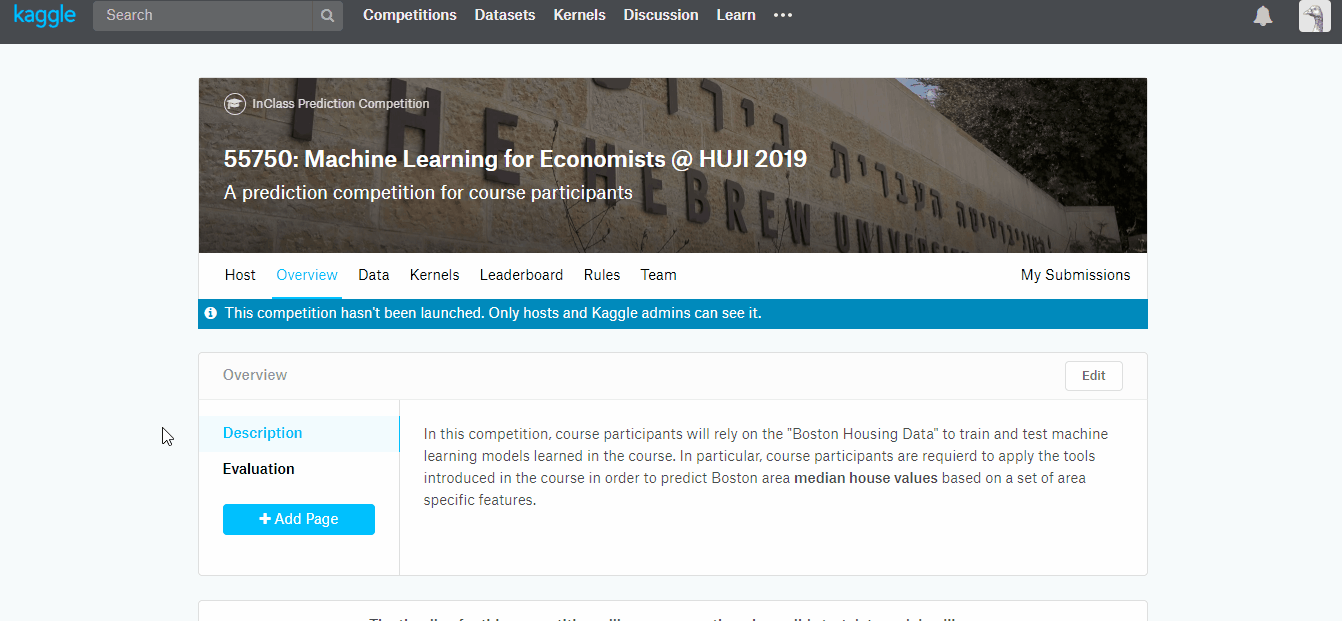 kaggle
Search
Competitions Datasets Kernels Discussion Learn
InClass Prediction Competition
55750: Machine Learning for Economists @ HUJI 2019
A prediction competition for course participants
THE HEBREW UNIVERSI
העברית
Host Overview Data Kernels Leaderboard Rules Team My Submissions
This competition hasn't been launched. Only hosts and Kaggle admins can see it.
Overview Edit
Description
Evaluation
+ Add Page
In this competition, course participants will rely on the "Boston Housing Data" to train and test machine
learning models learned in the course. In particular, course participants are requierd to apply the tools
introduced in the course in order to predict Boston area median house values based on a set of area
specific features.